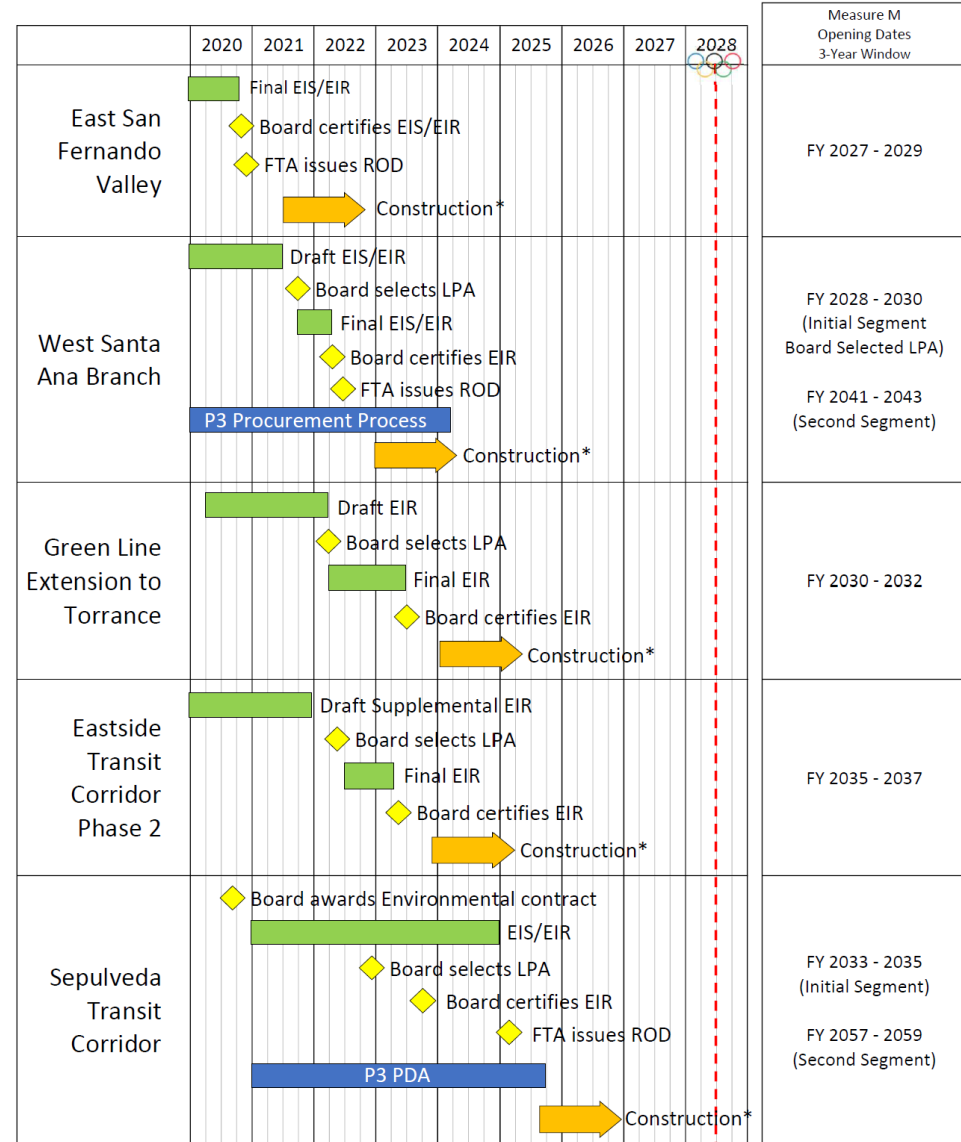 Measure M
Opening Dates
3-Year Window
2020 2021 2022 2023 2024 2025 2026 2027 2028
East San
Fernando
Valley
Final EIS/EIR
Board certifies EIS/EIR
FTA issues ROD
Construction*
FY 2027 - 2029
West Santa
Ana Branch
Draft EIS/EIR
Board selects LPA
Final EIS/EIR
Board certifies EIR
FTA issues ROD
P3 Procurement Process
Construction*
FY 2028 - 2030
(Initial Segment
Board Selected LPA)
FY 2041 - 2043
(Second Segment)
Green Line
Extension to
Torrance
Draft EIR
Board selects LPA
Final EIR
Board certifies EIR
Construction*
FY 2030 - 2032
Eastside
Transit
Corridor
Phase 2
Draft Supplemental EIR
Board selects LPA
Final EIR
Board certifies EIR
Construction*
FY 2035 - 2037
Sepulveda
Transit
Corridor
Board awards Environmental contract
EIS/EIR
Board selects LPA
Board certifies EIR
FTA issues ROD
P3 PDA
Construction*
FY 2033 - 2035
(Initial Segment)
FY 2057 - 2059
(Second Segment)